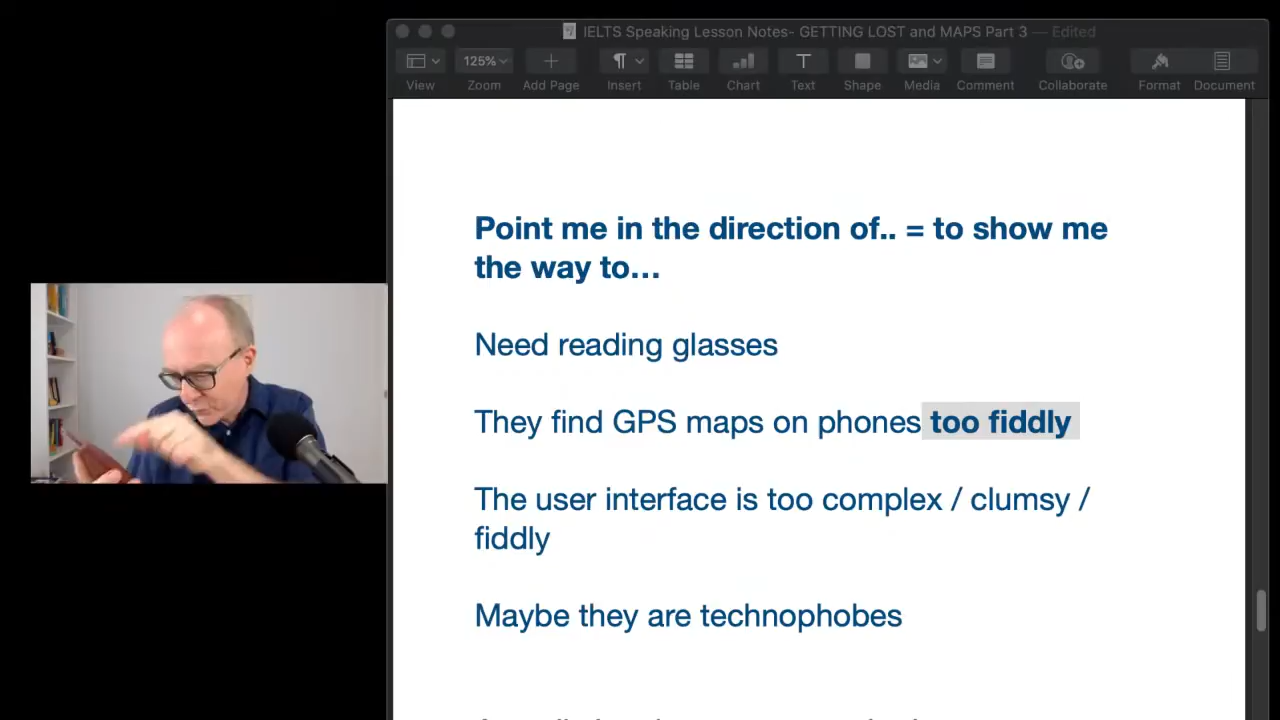 IELTS Speaking Lesson Notes- GETTING LOST and MAPS Part 3 — Edited
125%
View Zoom Add Page Insert Table Chart Text Shape Media Comment Collaborate Format Document
Point me in the direction of.. = to show me
the way to…
Need reading glasses
They find GPS maps on phones too fiddly
The user interface is too complex / clumsy /
fiddly
Maybe they are technophobes